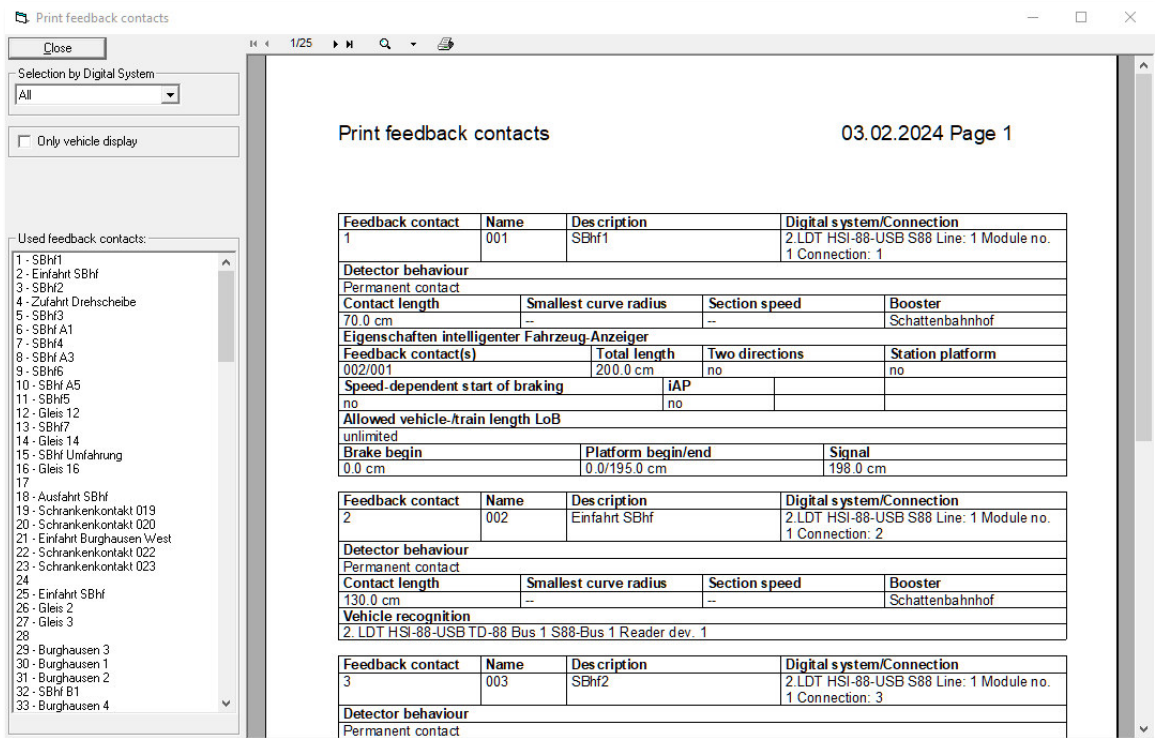 Print feedback contacts
Close
1/25
Selection by Digital System
All
Only vehicle display
Used feedback contacts:
1 - SBhf1
2 - Einfahrt SBhf
3 - SBhf2
4 - Zufahrt Drehscheibe
5 - SBhf3
6 - SBhf A1
7 - SBhf4
8 - SBhf A3
9 - SBhf6
10 - SBhf A5
11 - SBhf5
12 - Gleis 12
13 - SBhf7
14 - Gleis 14
15 - SBhf Umfahrung
16 - Gleis 16
17
18 - Ausfahrt SBhf
19 - Schrankenkontakt 019
20 - Schrankenkontakt 020
21 - Einfahrt Burghausen West
22 - Schrankenkontakt 022
23 - Schrankenkontakt 023
24
25 - Einfahrt SBhf
26 - Gleis 2
27 - Gleis 3
28
29 - Burghausen 3
30 - Burghausen 1
31 - Burghausen 2
32 - SBhf B1
33 - Burghausen 4
Print feedback contacts 03.02.2024 Page 1
Feedback contact Name Description Digital system/Connection
1 001 SBhf1 2.LDT HSI-88-USB S88 Line: 1 Module no.
1 Connection: 1
Detector behaviour
Permanent contact
Contact length Smallest curve radius Section speed Booster
70.0 cm -- -- Schattenbahnhof
Eigenschaften intelligenter Fahrzeug-Anzeiger
Feedback contact(s) Total length Two directions Station platform
002/001 200.0 cm no no
Speed-dependent start of braking iAP
no no
Allowed vehicle-/train length LoB
unlimited
Brake begin Platform begin/end Signal
0.0 cm 0.0/195.0 cm 198.0 cm
Feedback contact Name Description Digital system/Connection
2 002 Einfahrt SBhf 2.LDT HSI-88-USB S88 Line: 1 Module no.
1 Connection: 2
Detector behaviour
Permanent contact
Contact length Smallest curve radius Section speed Booster
130.0 cm -- -- Schattenbahnhof
Vehicle recognition
2. LDT HSI-88-USB TD-88 Bus 1 S88-Bus 1 Reader dev. 1
Feedback contact Name Description Digital system/Connection
3 003 SBhf2 2.LDT HSI-88-USB S88 Line: 1 Module no.
1 Connection: 3
Detector behaviour
Permanent contact